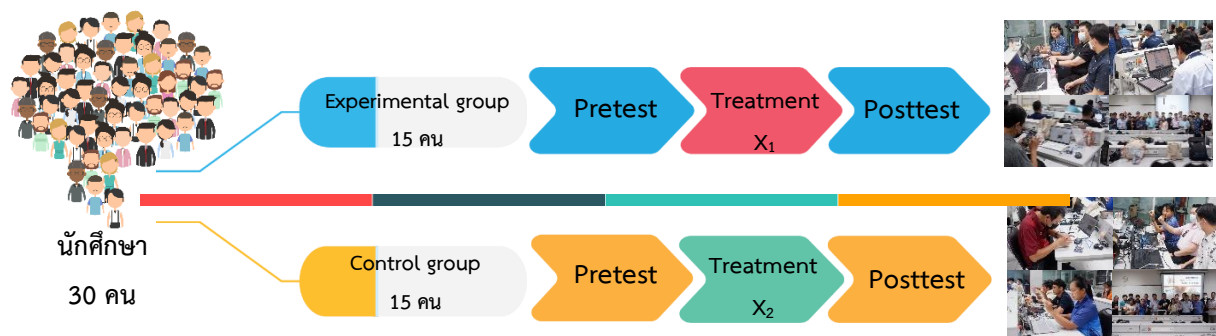 นักศึกษา
30 คน
Experimental group
15 คน
Pretest
Treatment
X₁
Posttest
Control group
15 คน
Pretest
Treatment
X₂
Posttest